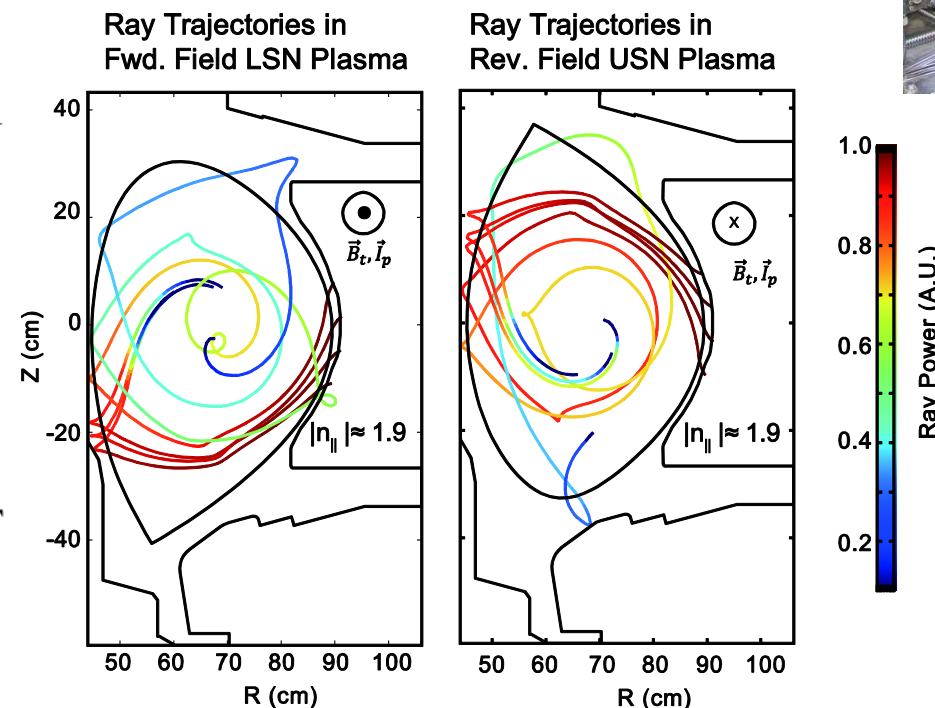 Ray Trajectories in
Fwd. Field LSN Plasma
Ray Trajectories in
Rev. Field USN Plasma
40
20
0
-20
-40
Z (cm)
B⃗t, I⃗p
|n∥|≈ 1.9
50 60 70 80 90 100
R (cm)
x
B⃗t, I⃗p
|n∥|≈ 1.9
50 60 70 80 90 100
R (cm)
1.0
0.8
0.6
0.4
0.2
Ray Power (A.U.)